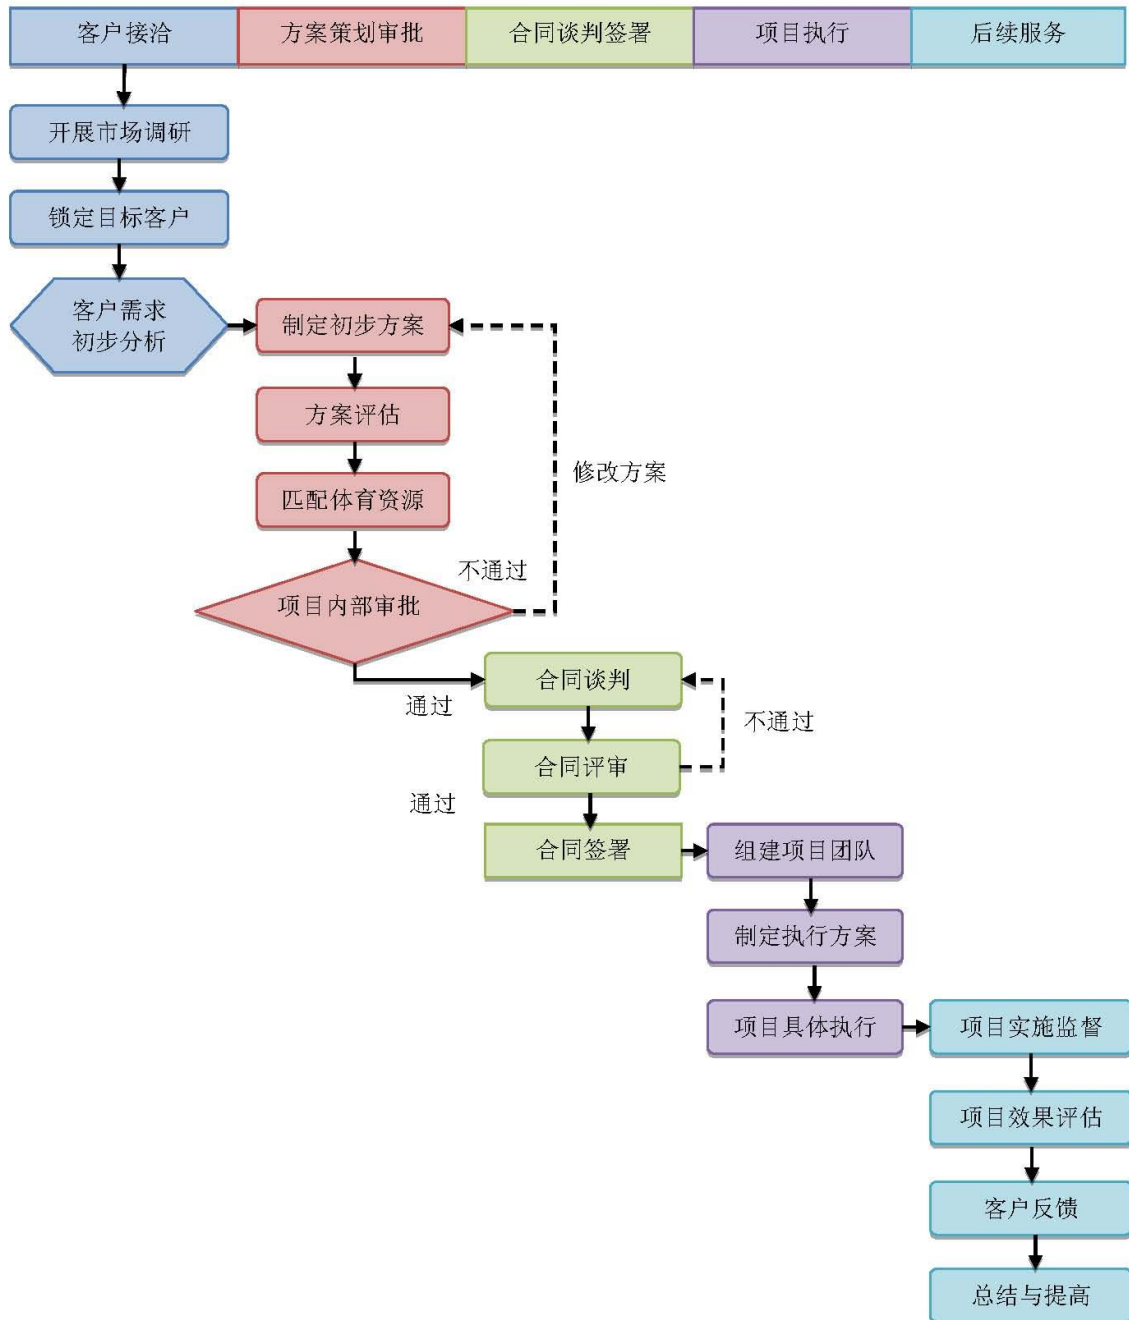 客户接洽
方案策划审批
合同谈判签署
项目执行
后续服务
开展市场调研
锁定目标客户
客户需求
初步分析
制定初步方案
方案评估
修改方案
匹配体育资源
不通过
项目内部审批
合同谈判
通过
不通过
合同评审
通过
合同签署
组建项目团队
制定执行方案
项目具体执行
项目实施监督
项目效果评估
客户反馈
总结与提高